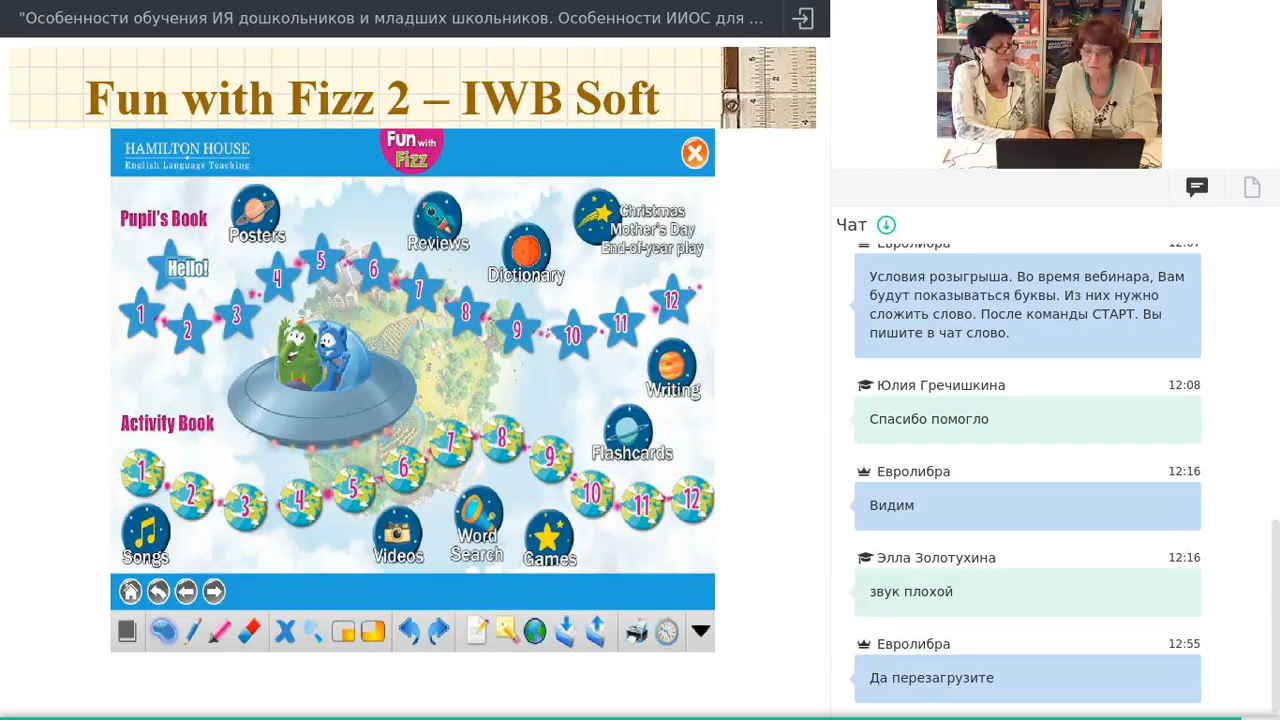 "Особенности обучения ИЯ дошкольников и младших школьников. Особенности ИИОС для ...
Fun with Fizz 2 – IWB Soft
HAMILTON HOUSE
English Language Teaching
Fun with
Fizz
Pupil's Book
Posters
Reviews
Dictionary
Christmas
Mother's Day
End-of-year play
Hello!
1
2
3
4
5
6
7
8
9
10
11
12
Writing
Flashcards
Activity Book
1
2
3
4
5
6
7
8
9
10
11
12
Songs
Videos
Word
Search
Games
Чат
Евролибра 12:07
Условия розыгрыша. Во время вебинара, Вам
будут показываться буквы. Из них нужно
сложить слово. После команды СТАРТ. Вы
пишите в чат слово.
Юлия Гречишкина 12:08
Спасибо помогло
Евролибра 12:16
Видим
Элла Золотухина 12:16
звук плохой
Евролибра 12:55
Да перезагрузите